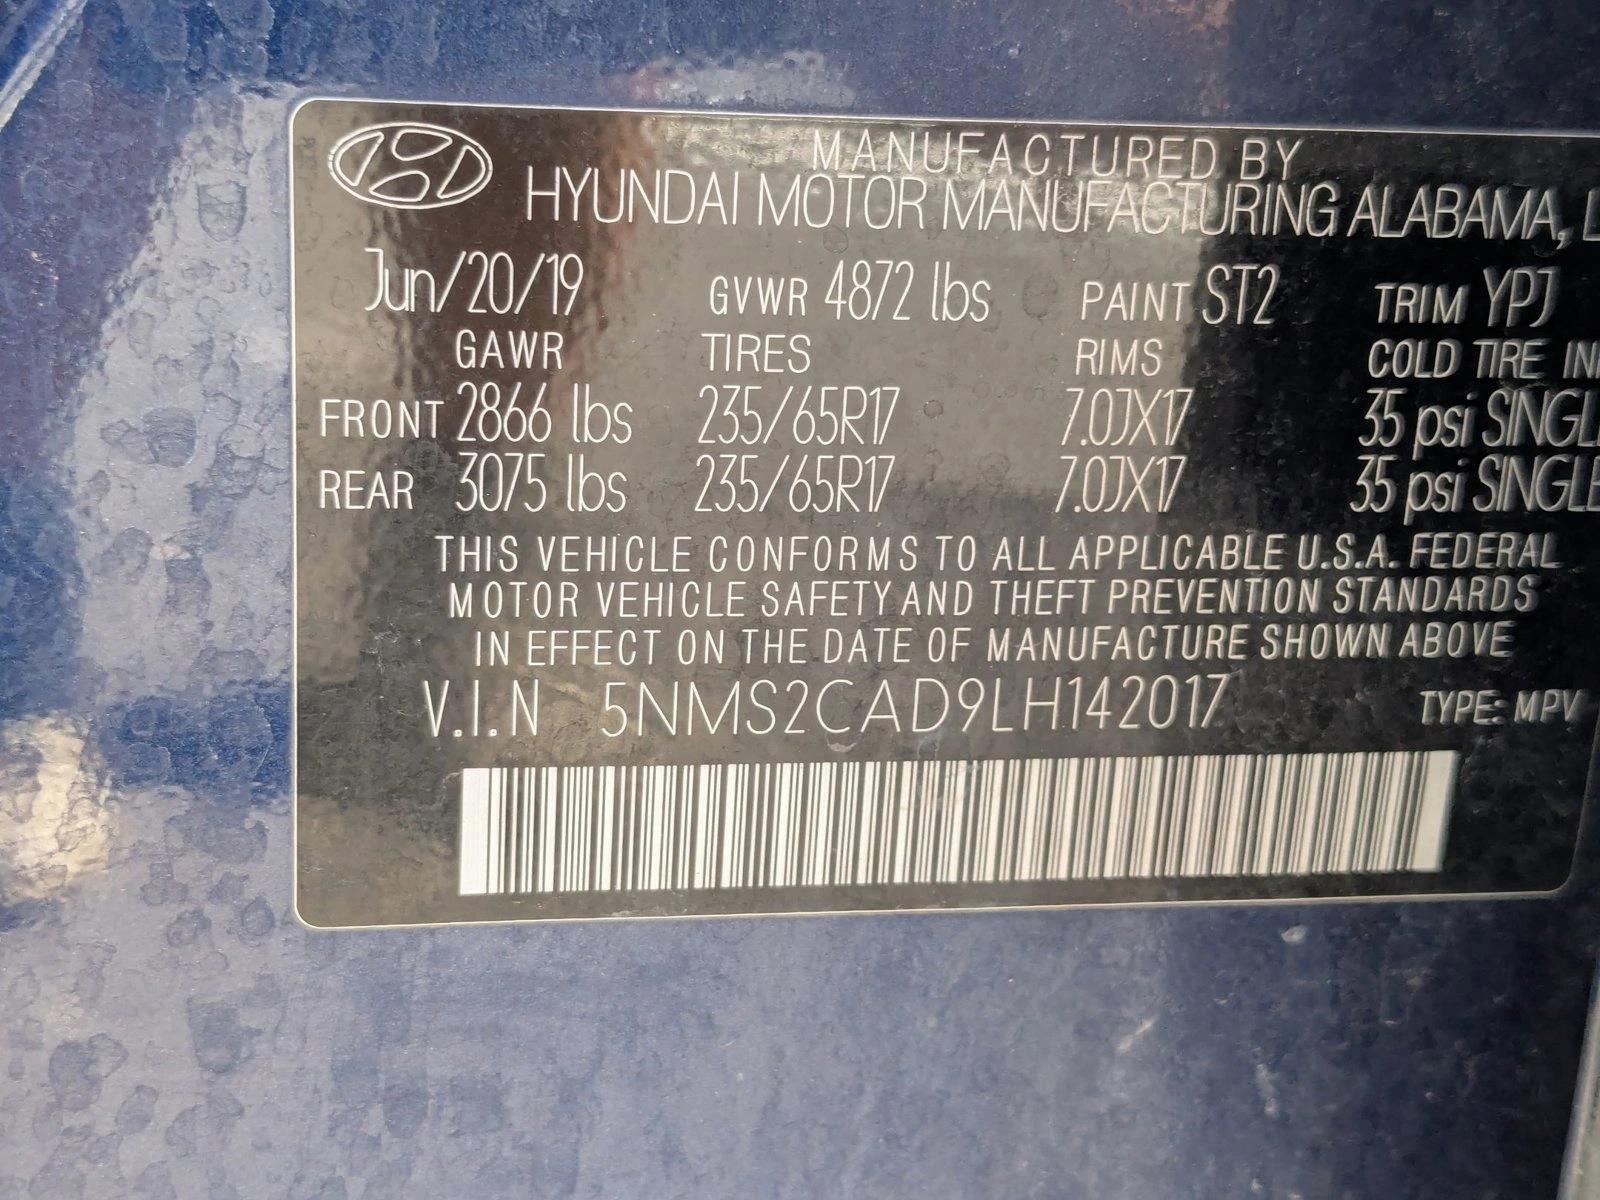 MANUFACTURED BY
HYUNDAI MOTOR MANUFACTURING ALABAMA,
Jun/20/19 GVWR 4872 lbs PAINT ST2 TRIM YPJ
GAWR TIRES RIMS COLD TIRE
FRONT 2866 lbs 235/65R17 7.0JX17 35 psi SINGLE
REAR 3075 lbs 235/65R17 7.0JX17 35 psi SINGLE
THIS VEHICLE CONFORMS TO ALL APPLICABLE U.S.A. FEDERAL
MOTOR VEHICLE SAFETY AND THEFT PREVENTION STANDARDS
IN EFFECT ON THE DATE OF MANUFACTURE SHOWN ABOVE
V.I.N 5NMS2CAD9LH142017 TYPE: MPV